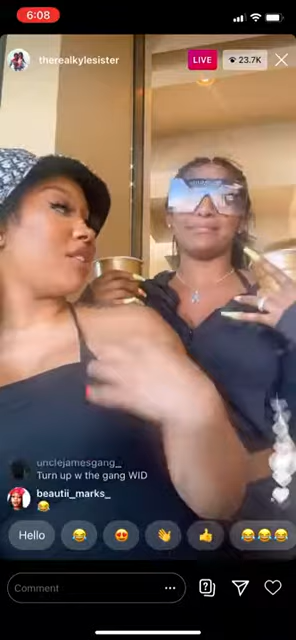 6:08
therealkylesister
LIVE
23.7K
unclejamesgang_
Turn up w the gang WID
beautii_marks_
😂
Hello 😂 😍 👋 👍 😂😂😂
Comment